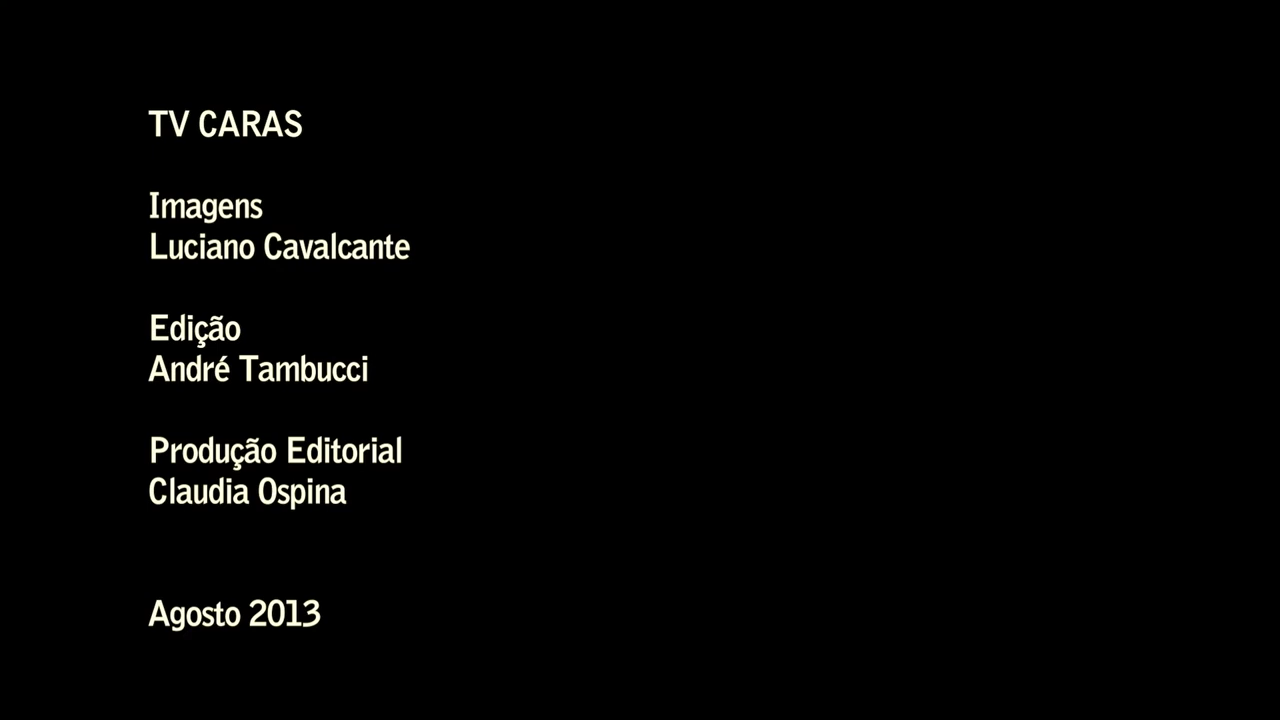 TV CARAS
Imagens
Luciano Cavalcante
Edição
André Tambucci
Produção Editorial
Claudia Ospina
Agosto 2013